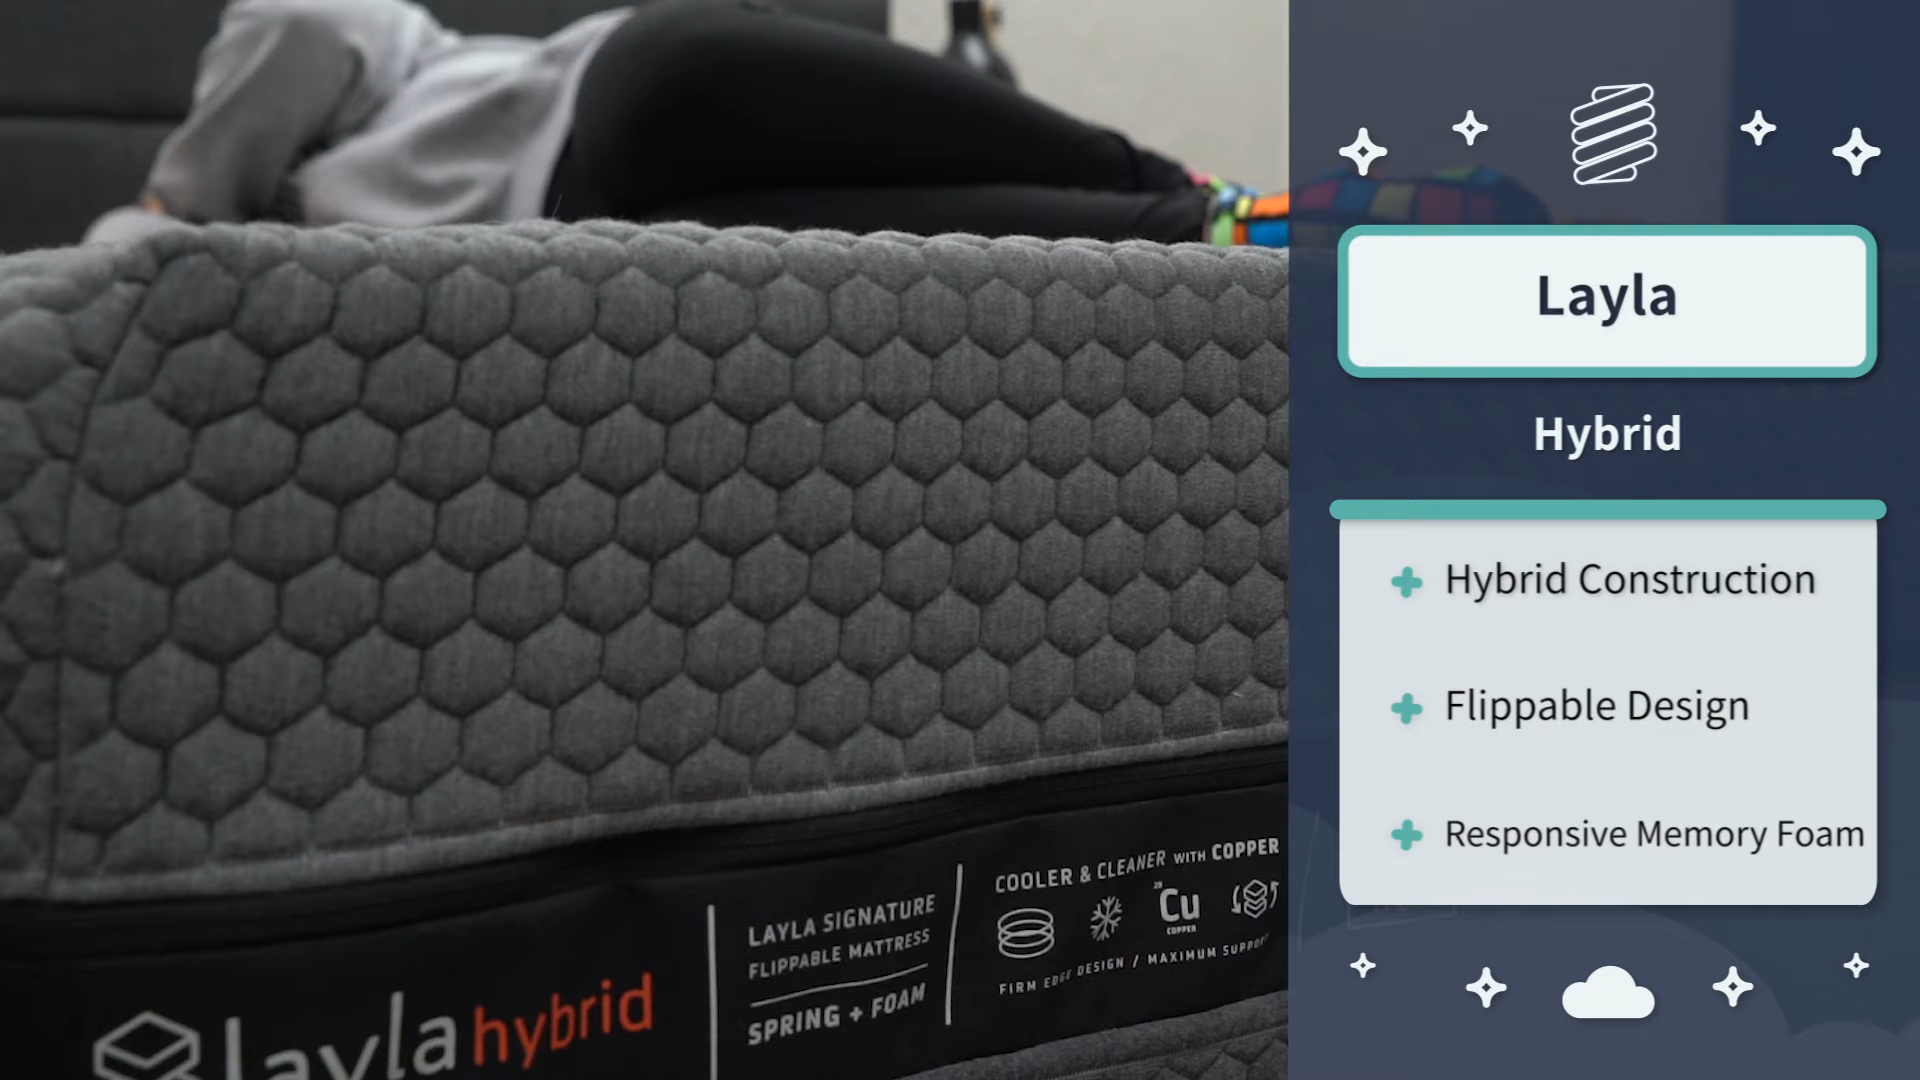 Layla
Hybrid
Hybrid Construction
Flippable Design
Responsive Memory Foam
layla hybrid
LAYLA SIGNATURE
FLIPPABLE MATTRESS
SPRING + FOAM
COOLER & CLEANER WITH COPPER
29
Cu
COPPER
FIRM EDGE DESIGN / MAXIMUM SUPPORT